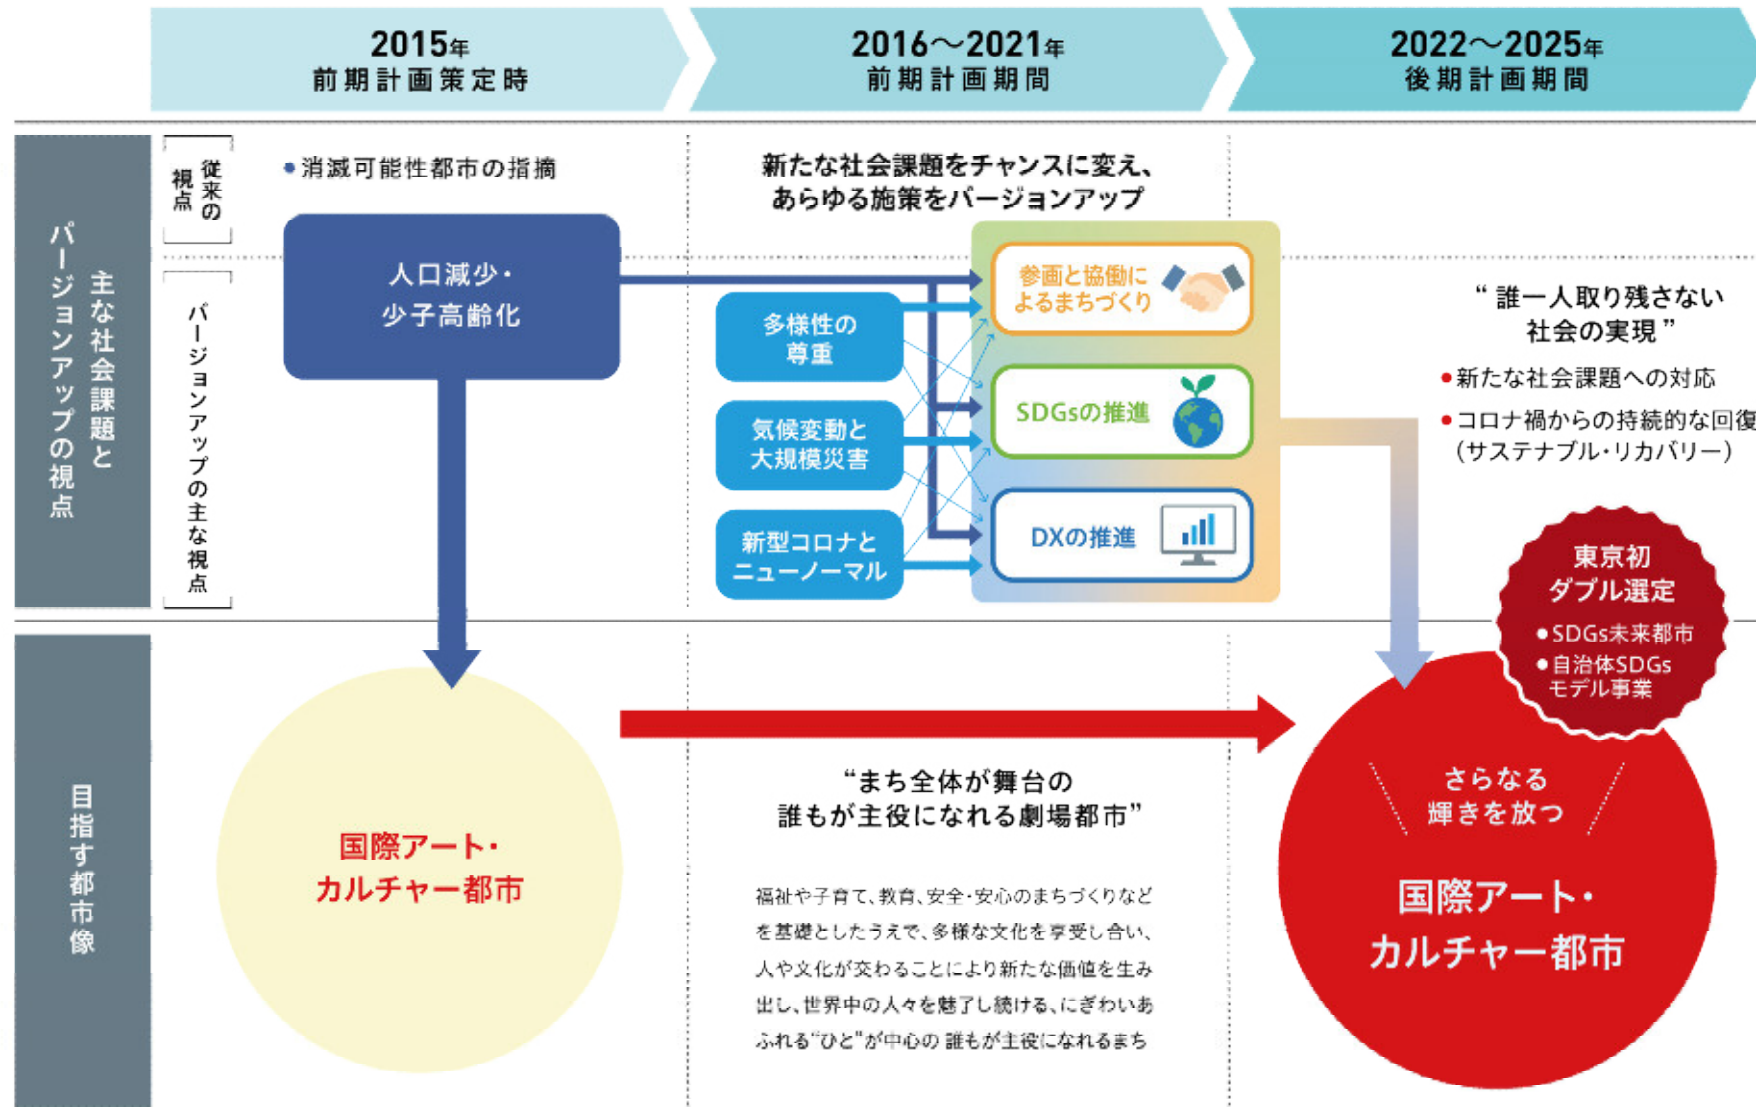 2015年
前期計画策定時
2016～2021年
前期計画期間
2022～2025年
後期計画期間
主な社会課題と
バージョンアップの視点
従来の
視点
バージョンアップの主な視点
●消滅可能性都市の指摘
人口減少・
少子高齢化
新たな社会課題をチャンスに変え、
あらゆる施策をバージョンアップ
多様性の
尊重
気候変動と
大規模災害
新型コロナと
ニューノーマル
参画と協働に
よるまちづくり
SDGsの推進
DXの推進
“誰一人取り残さない
社会の実現”
●新たな社会課題への対応
●コロナ禍からの持続的な回復
(サステナブル・リカバリー)
東京初
ダブル選定
●SDGs未来都市
●自治体SDGs
モデル事業
目指す都市像
国際アート・
カルチャー都市
“まち全体が舞台の
誰もが主役になれる劇場都市”
福祉や子育て、教育、安全・安心のまちづくりなど
を基礎としたうえで、多様な文化を享受し合い、
人や文化が交わることにより新たな価値を生み
出し、世界中の人々を魅了し続ける、にぎわいあ
ふれる“ひと”が中心の 誰もが主役になれるまち
さらなる
輝きを放つ
国際アート・
カルチャー都市